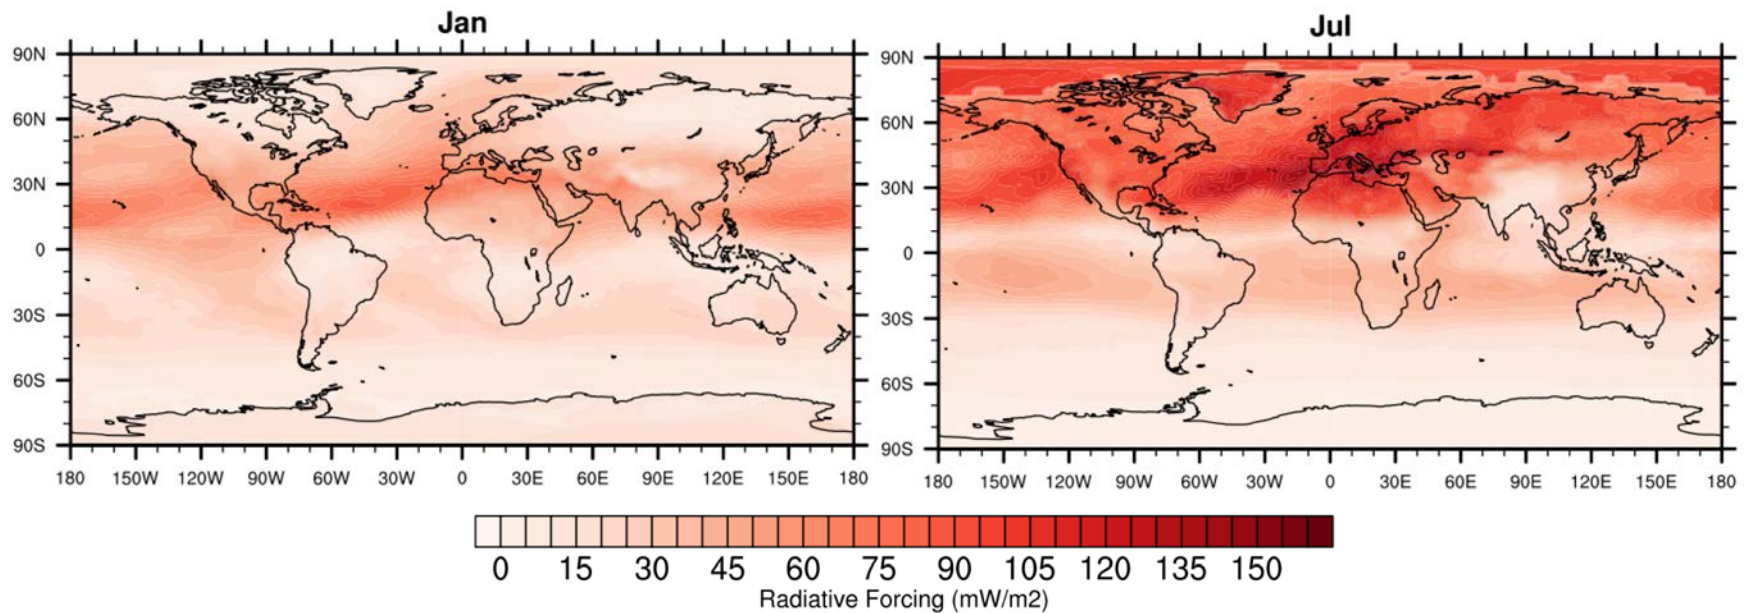 Jan
Jul
90N
60N
30N
0
30S
60S
90S
180 150W 120W 90W 60W 30W 0 30E 60E 90E 120E 150E 180
90N
60N
30N
0
30S
60S
90S
180 150W 120W 90W 60W 30W 0 30E 60E 90E 120E 150E 180
0 15 30 45 60 75 90 105 120 135 150
Radiative Forcing (mW/m2)